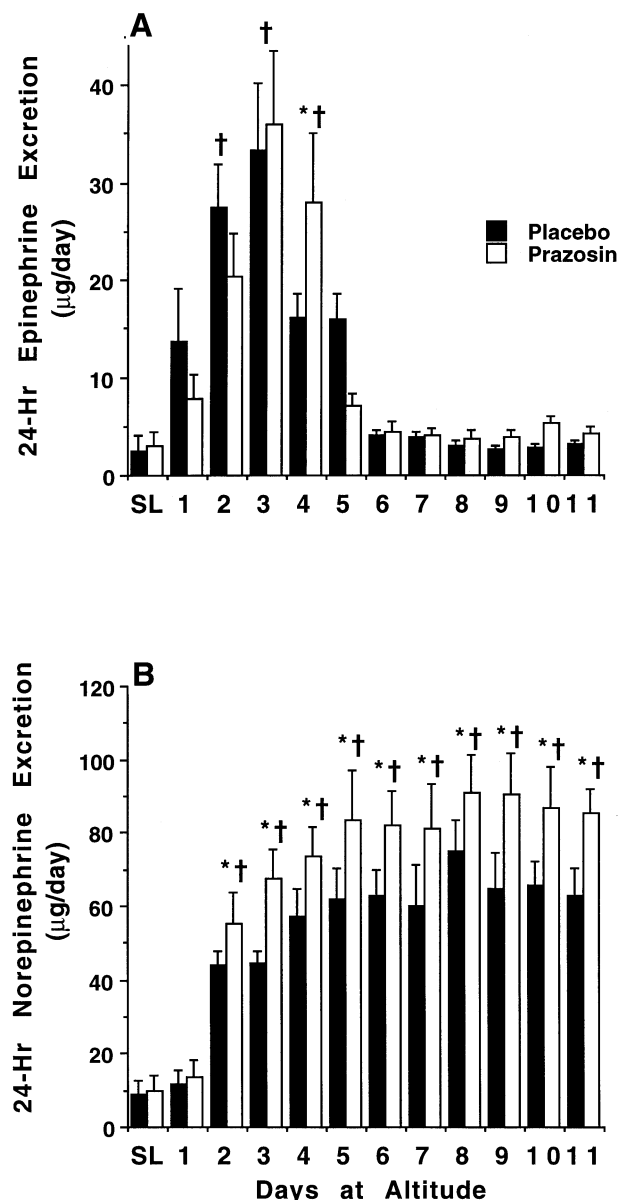 A
24-Hr Epinephrine Excretion
(μg/day)
40
30
20
10
0
†
†
*†
Placebo
Prazosin
SL 1 2 3 4 5 6 7 8 9 10 11
B
24-Hr Norepinephrine Excretion
(μg/day)
120
100
80
60
40
20
0
*† *† *† *† *† *† *† *† *† *†
SL 1 2 3 4 5 6 7 8 9 10 11
Days at Altitude